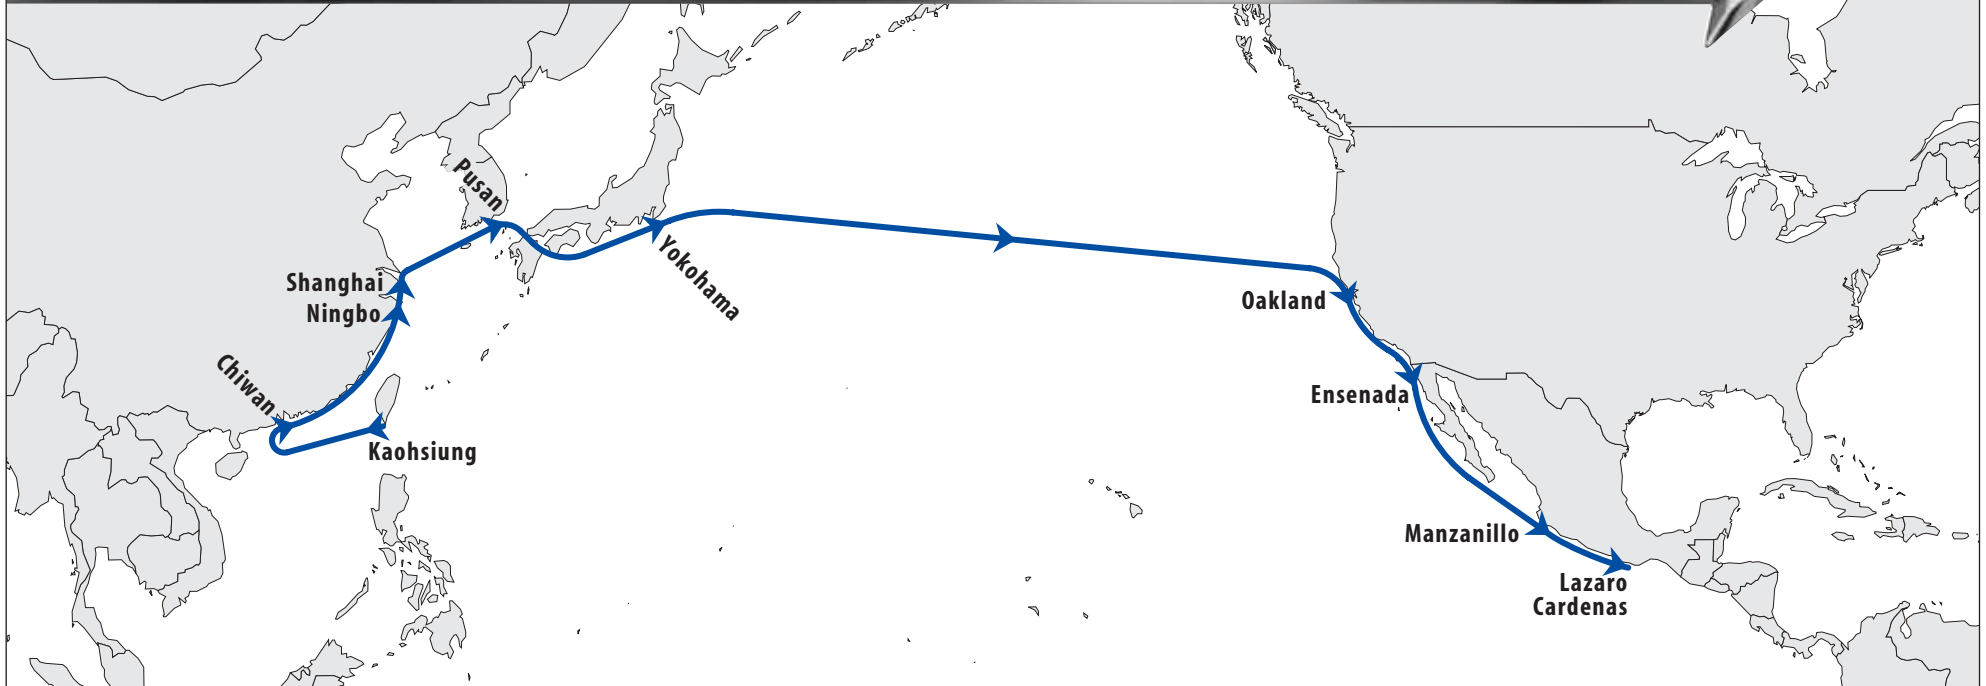 Pusan
Yokohama
Shanghai
Ningbo
Oakland
Chiwan
Ensenada
Kaohsiung
Manzanillo
Lazaro
Cardenas